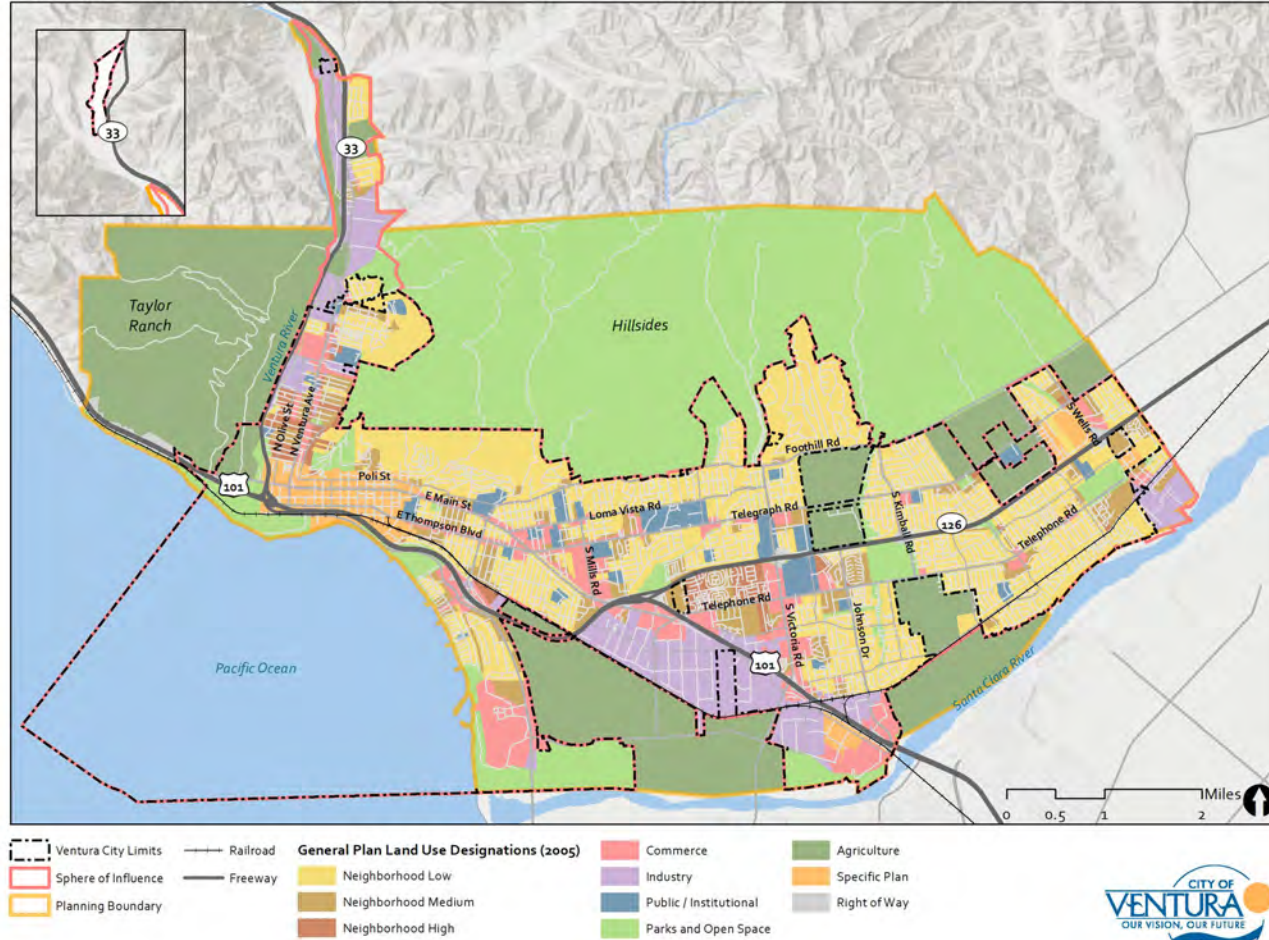 33
33
Taylor
Ranch
Hillsides
Ventura River
N Olive St
N Ventura Ave
101
Poli St
E Main St
E Thompson Blvd
Loma Vista Rd
Foothill Rd
Telegraph Rd
S Mills Rd
S Kimball Rd
S Wells Rd
126
Telephone Rd
Telephone Rd
S Victoria Rd
Johnson Dr
101
Pacific Ocean
Santa Clara River
Miles
0 0.5 1 2
Ventura City Limits
Sphere of Influence
Planning Boundary
Railroad
Freeway
General Plan Land Use Designations (2005)
Neighborhood Low
Neighborhood Medium
Neighborhood High
Commerce
Industry
Public / Institutional
Parks and Open Space
Agriculture
Specific Plan
Right of Way
CITY OF
VENTURA
OUR VISION, OUR FUTURE